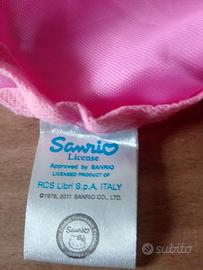 Sanrio
License
Approved by SANRIO
LICENSED PRODUCT OF
RCS Libri S.p.A. ITALY
©1976, 2011 SANRIO CO., LTD.
subito